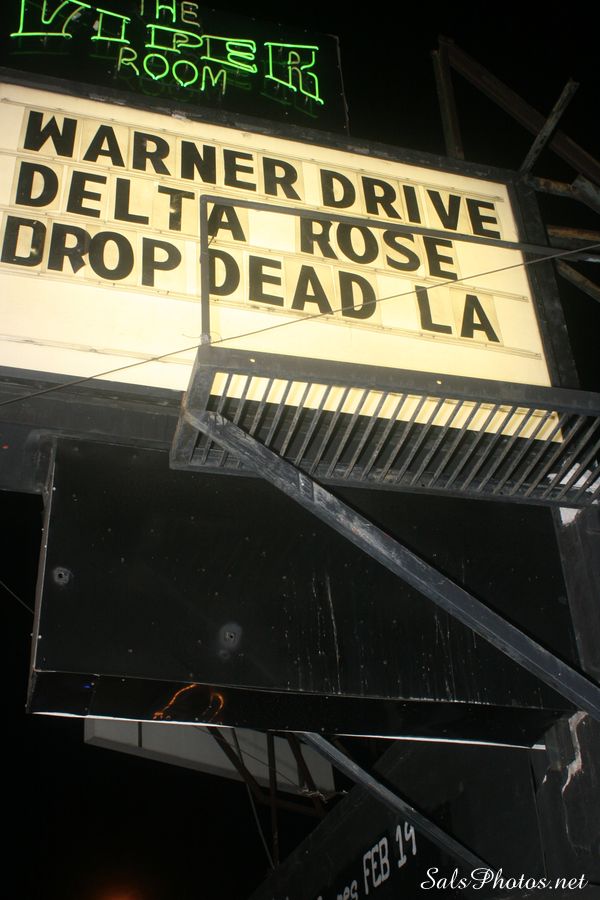 THE
VIPER
ROOM
WARNER DRIVE
DELTA ROSE
DROP DEAD LA
FEB 14
SalsPhotos.net